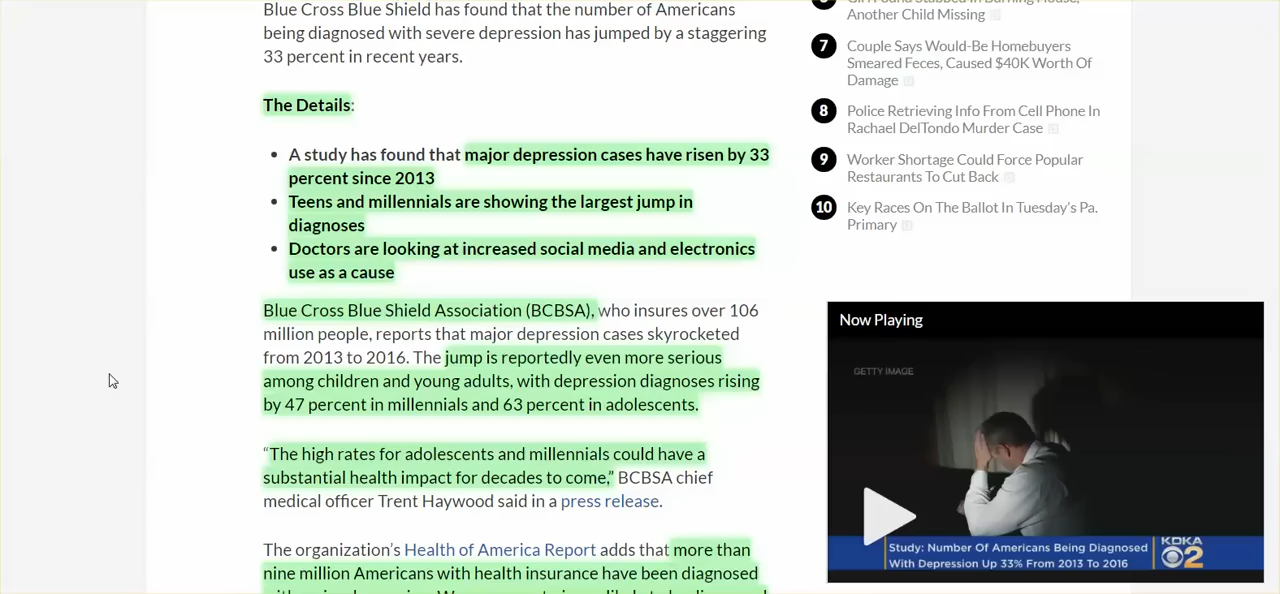 Blue Cross Blue Shield has found that the number of Americans
being diagnosed with severe depression has jumped by a staggering
33 percent in recent years.
The Details:
• A study has found that major depression cases have risen by 33
percent since 2013
• Teens and millennials are showing the largest jump in
diagnoses
• Doctors are looking at increased social media and electronics
use as a cause
Blue Cross Blue Shield Association (BCBSA), who insures over 106
million people, reports that major depression cases skyrocketed
from 2013 to 2016. The jump is reportedly even more serious
among children and young adults, with depression diagnoses rising
by 47 percent in millennials and 63 percent in adolescents.
“The high rates for adolescents and millennials could have a
substantial health impact for decades to come,” BCBSA chief
medical officer Trent Haywood said in a press release.
The organization’s Health of America Report adds that more than
nine million Americans with health insurance have been diagnosed
Another Child Missing
7 Couple Says Would-Be Homebuyers
Smeared Feces, Caused $40K Worth Of
Damage
8 Police Retrieving Info From Cell Phone In
Rachael DelTondo Murder Case
9 Worker Shortage Could Force Popular
Restaurants To Cut Back
10 Key Races On The Ballot In Tuesday’s Pa.
Primary
Now Playing
GETTY IMAGE
Study: Number Of Americans Being Diagnosed
With Depression Up 33% From 2013 To 2016
KDKA
2